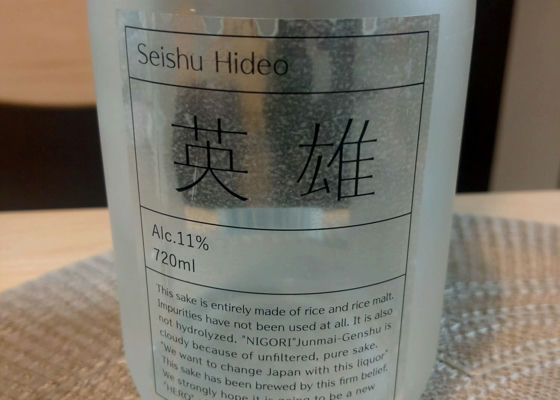 Seishu Hideo
英雄
Alc.11%
720ml
This sake is entirely made of rice and rice malt.
Impurities have not been used at all. It is also
not hydrolyzed. "NIGORI"Junmai-Genshu is
cloudy because of unfiltered, pure sake.
"We want to change Japan with this liquor"
This sake has been brewed by this firm belief.
We strongly hope it is going to be a new
"HERO"